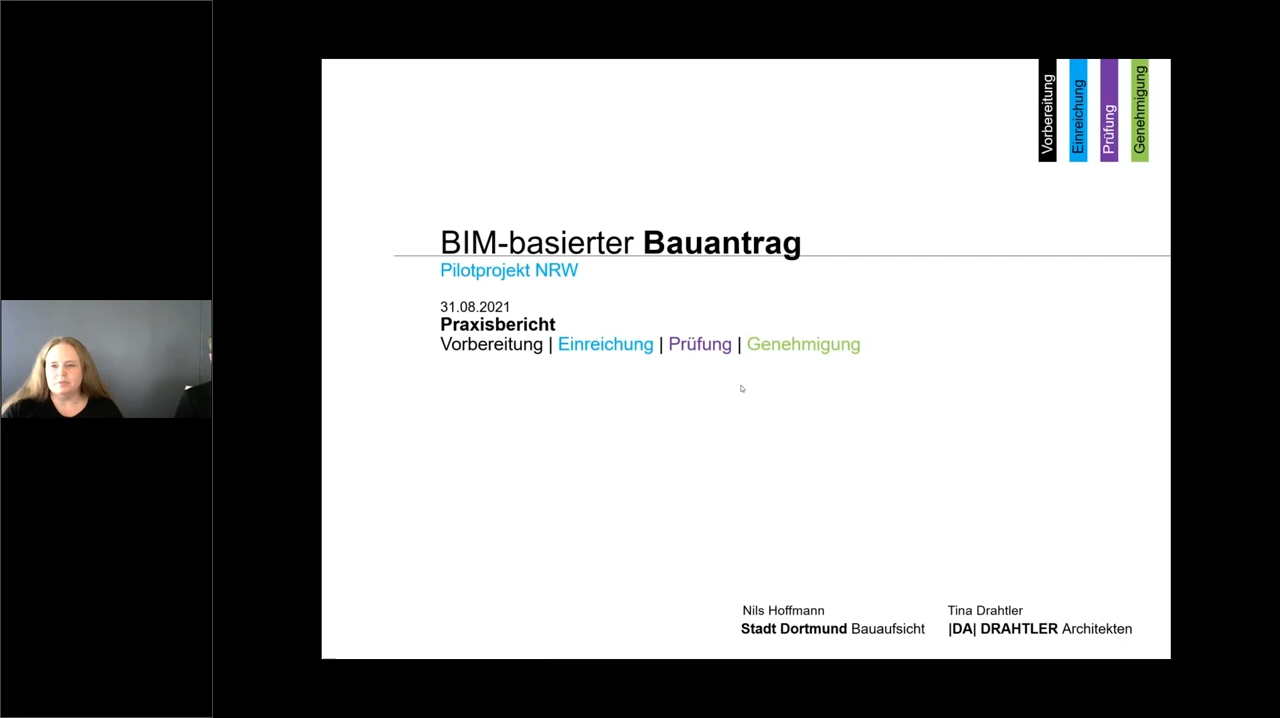 Vorbereitung
Einreichung
Prüfung
Genehmigung
BIM-basierter Bauantrag
Pilotprojekt NRW
31.08.2021
Praxisbericht
Vorbereitung | Einreichung | Prüfung | Genehmigung
Nils Hoffmann
Stadt Dortmund Bauaufsicht
Tina Drahtler
|DA| DRAHTLER Architekten